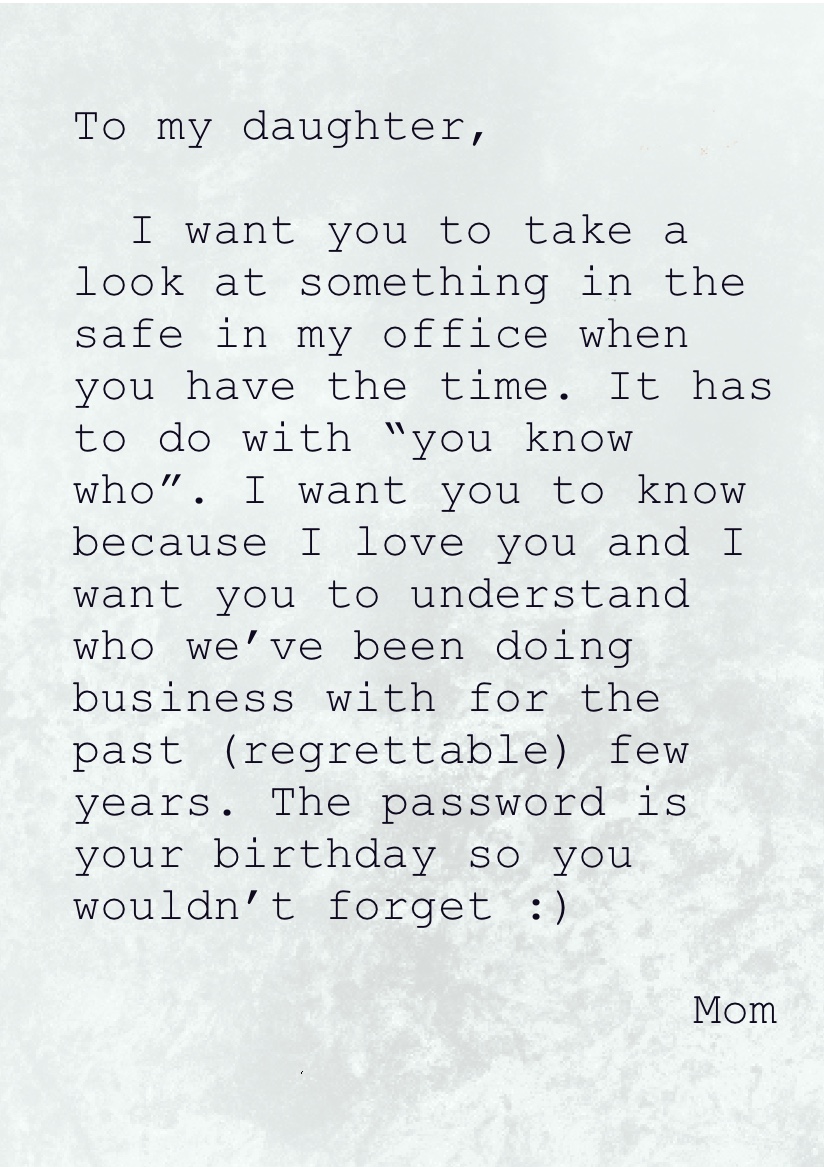 To my daughter,
I want you to take a
look at something in the
safe in my office when
you have the time. It has
to do with “you know
who”. I want you to know
because I love you and I
want you to understand
who we’ve been doing
business with for the
past (regrettable) few
years. The password is
your birthday so you
wouldn’t forget :)
Mom